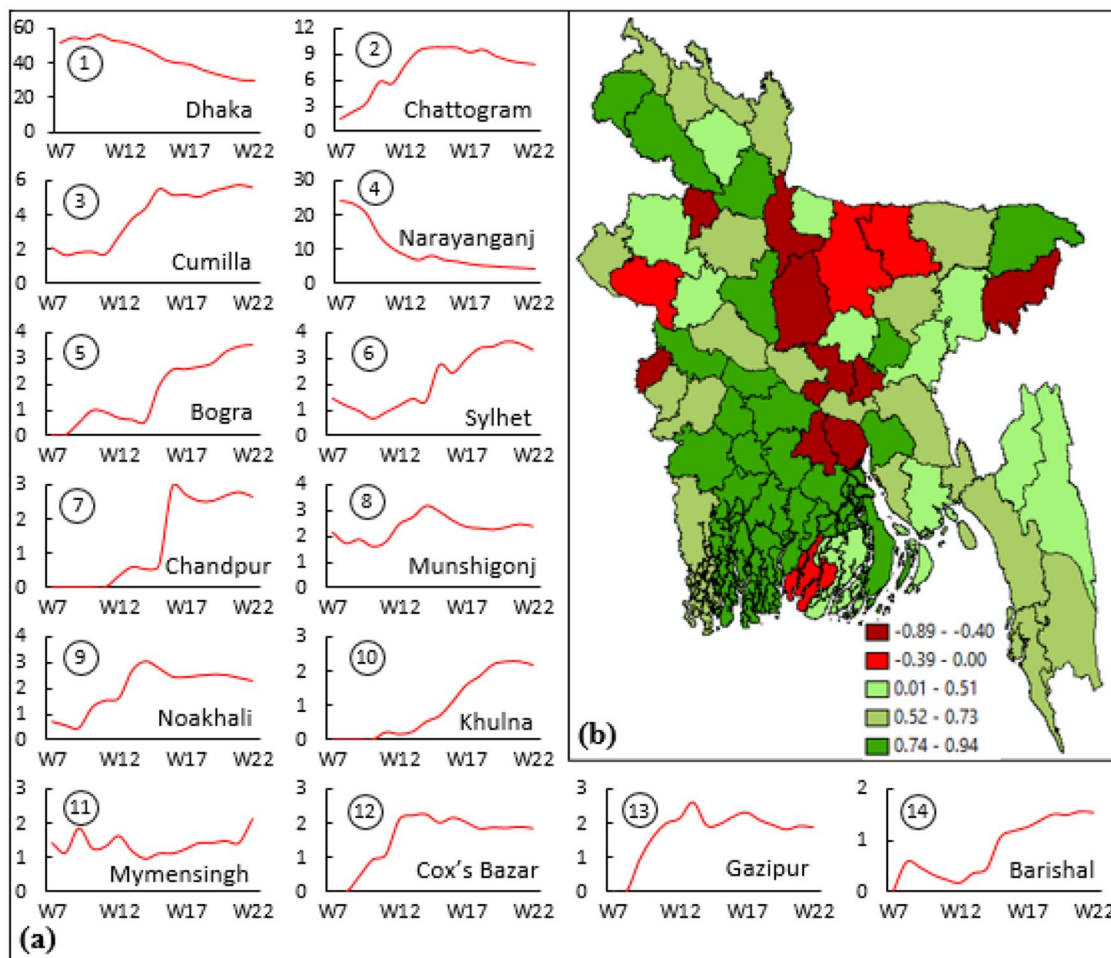 60
40
20
0
1
Dhaka
W7 W12 W17 W22
12
9
6
3
0
2
Chattogram
W7 W12 W17 W22
6
4
2
0
3
Cumilla
W7 W12 W17 W22
30
20
10
0
4
Narayanganj
W7 W12 W17 W22
4
3
2
1
0
5
Bogra
W7 W12 W17 W22
4
3
2
1
0
6
Sylhet
W7 W12 W17 W22
3
2
1
0
7
Chandpur
W7 W12 W17 W22
4
3
2
1
0
8
Munshigonj
W7 W12 W17 W22
4
3
2
1
0
9
Noakhali
W7 W12 W17 W22
3
2
1
0
10
Khulna
W7 W12 W17 W22
3
2
1
0
11
Mymensingh
W7 W12 W17 W22
3
2
1
0
12
Cox's Bazar
W7 W12 W17 W22
3
2
1
0
13
Gazipur
W7 W12 W17 W22
2
1
0
14
Barishal
W7 W12 W17 W22
(a)
-0.89 - -0.40
-0.39 - 0.00
0.01 - 0.51
0.52 - 0.73
0.74 - 0.94
(b)